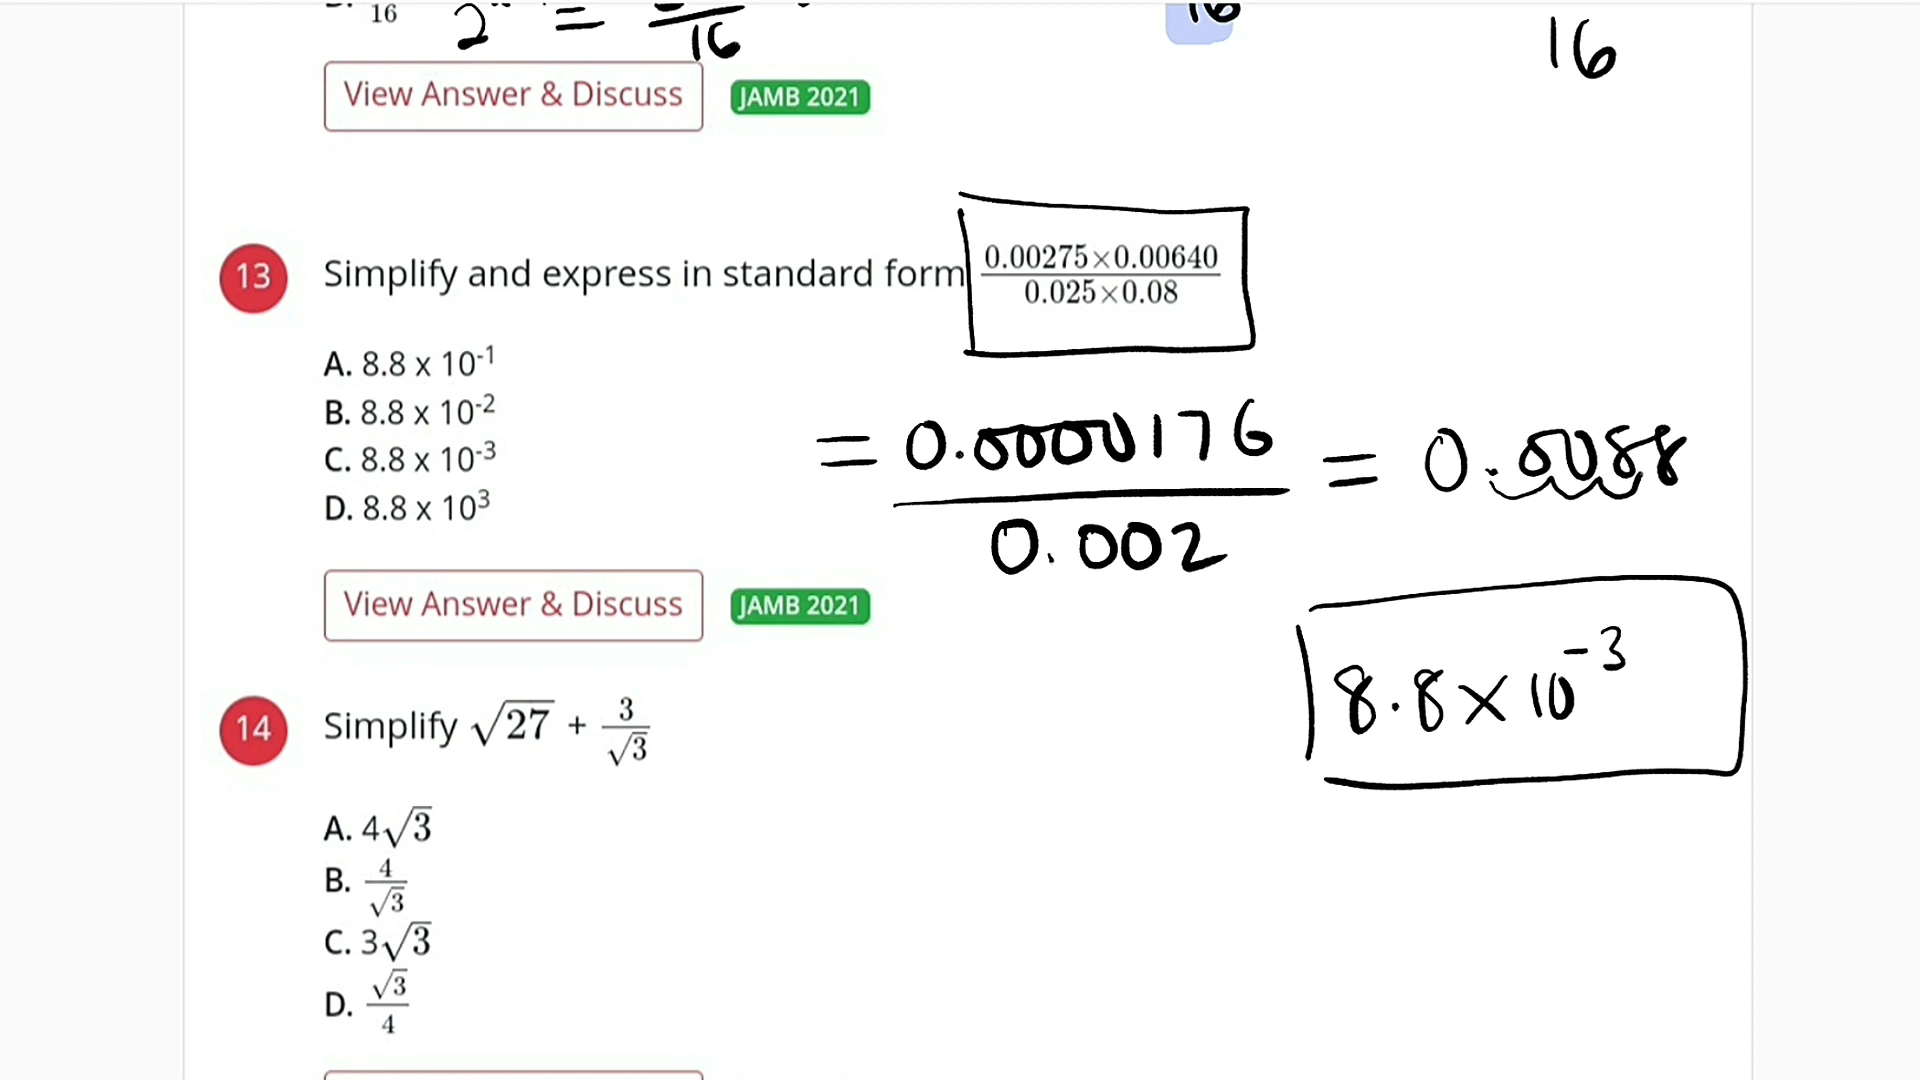 16 2 = 16 16 16
View Answer & Discuss JAMB 2021
13 Simplify and express in standard form 0.00275×0.00640 / 0.025×0.08
A. 8.8 x 10⁻¹
B. 8.8 x 10⁻²
C. 8.8 x 10⁻³
D. 8.8 x 10³
= 0.0000176 / 0.002 = 0.0088
View Answer & Discuss JAMB 2021
8.8 × 10⁻³
14 Simplify √27 + 3/√3
A. 4√3
B. 4/√3
C. 3√3
D. √3/4